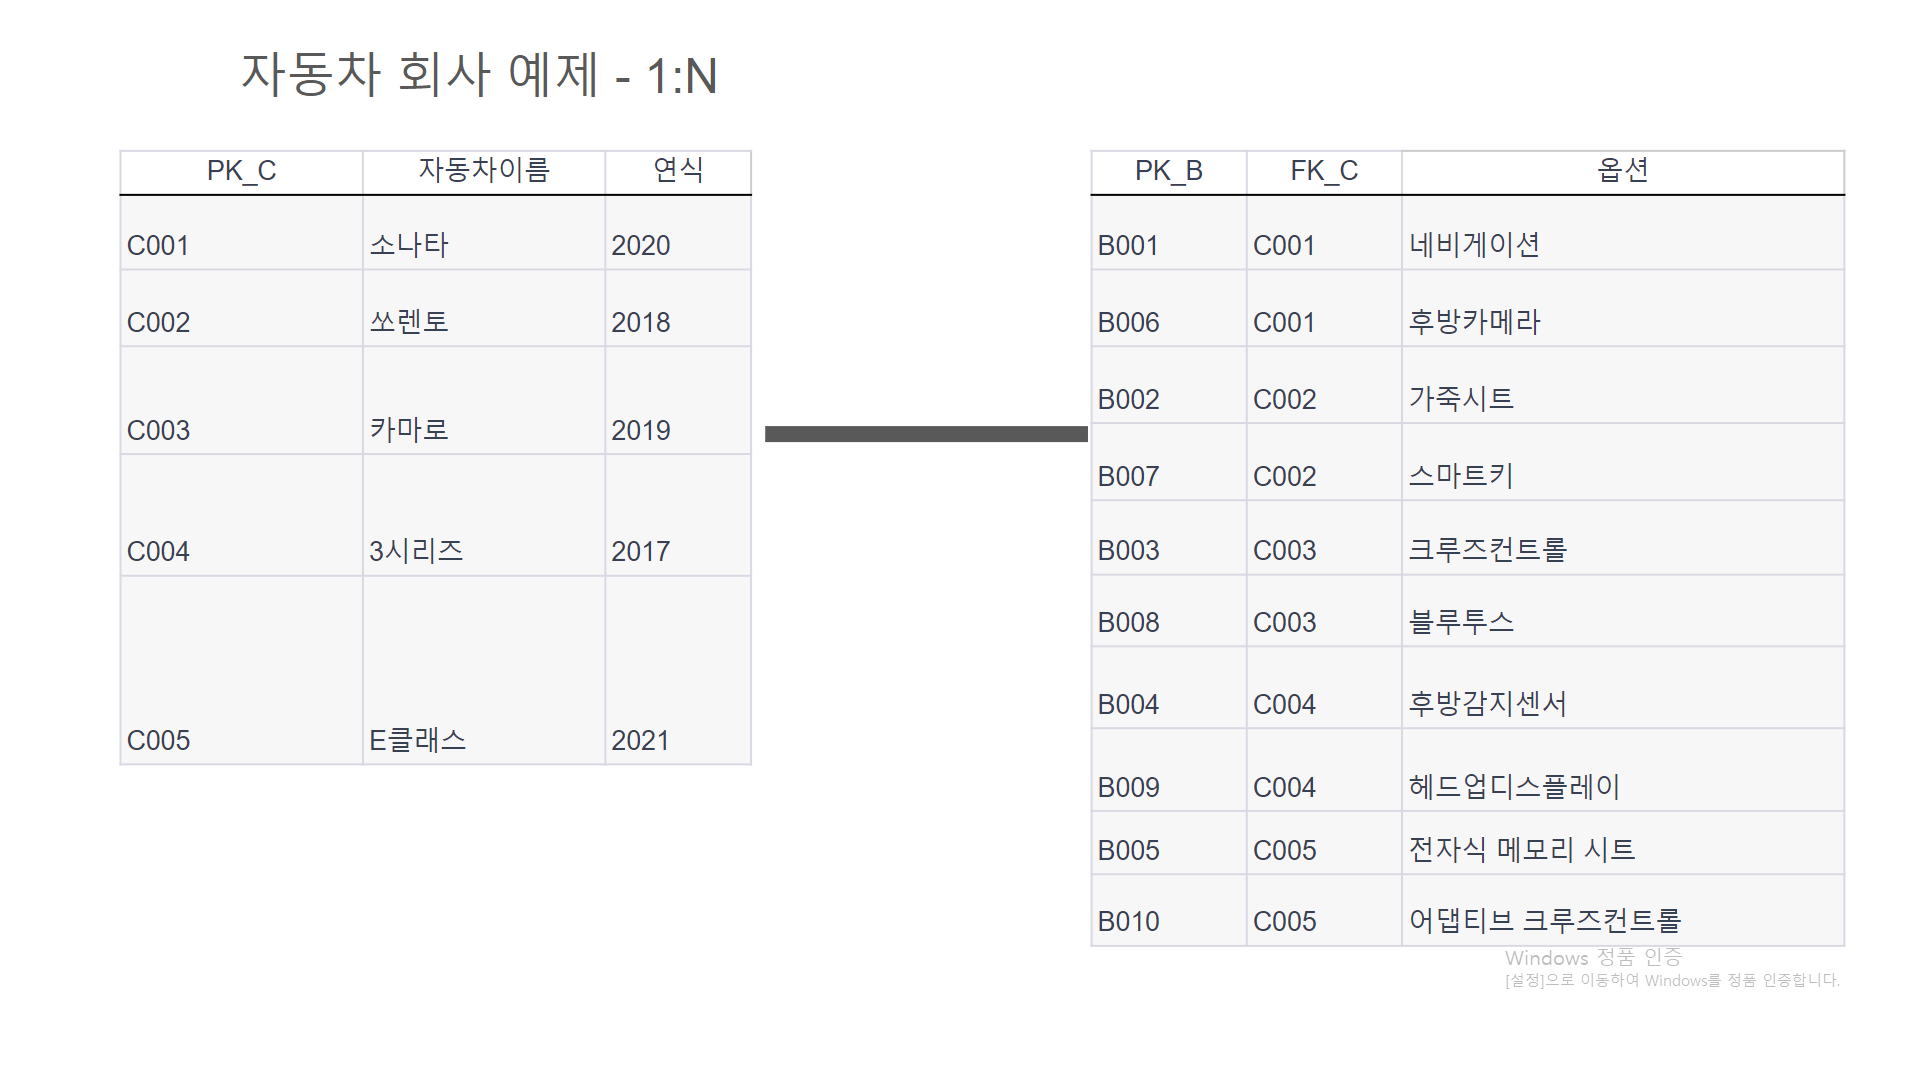 자동차 회사 예제 - 1:N
PK_C 자동차이름 연식
C001 소나타 2020
C002 쏘렌토 2018
C003 카마로 2019
C004 3시리즈 2017
C005 E클래스 2021
PK_B FK_C 옵션
B001 C001 네비게이션
B006 C001 후방카메라
B002 C002 가죽시트
B007 C002 스마트키
B003 C003 크루즈컨트롤
B008 C003 블루투스
B004 C004 후방감지센서
B009 C004 헤드업디스플레이
B005 C005 전자식 메모리 시트
B010 C005 어댑티브 크루즈컨트롤
Windows 정품 인증
[설정]으로 이동하여 Windows를 정품 인증합니다.